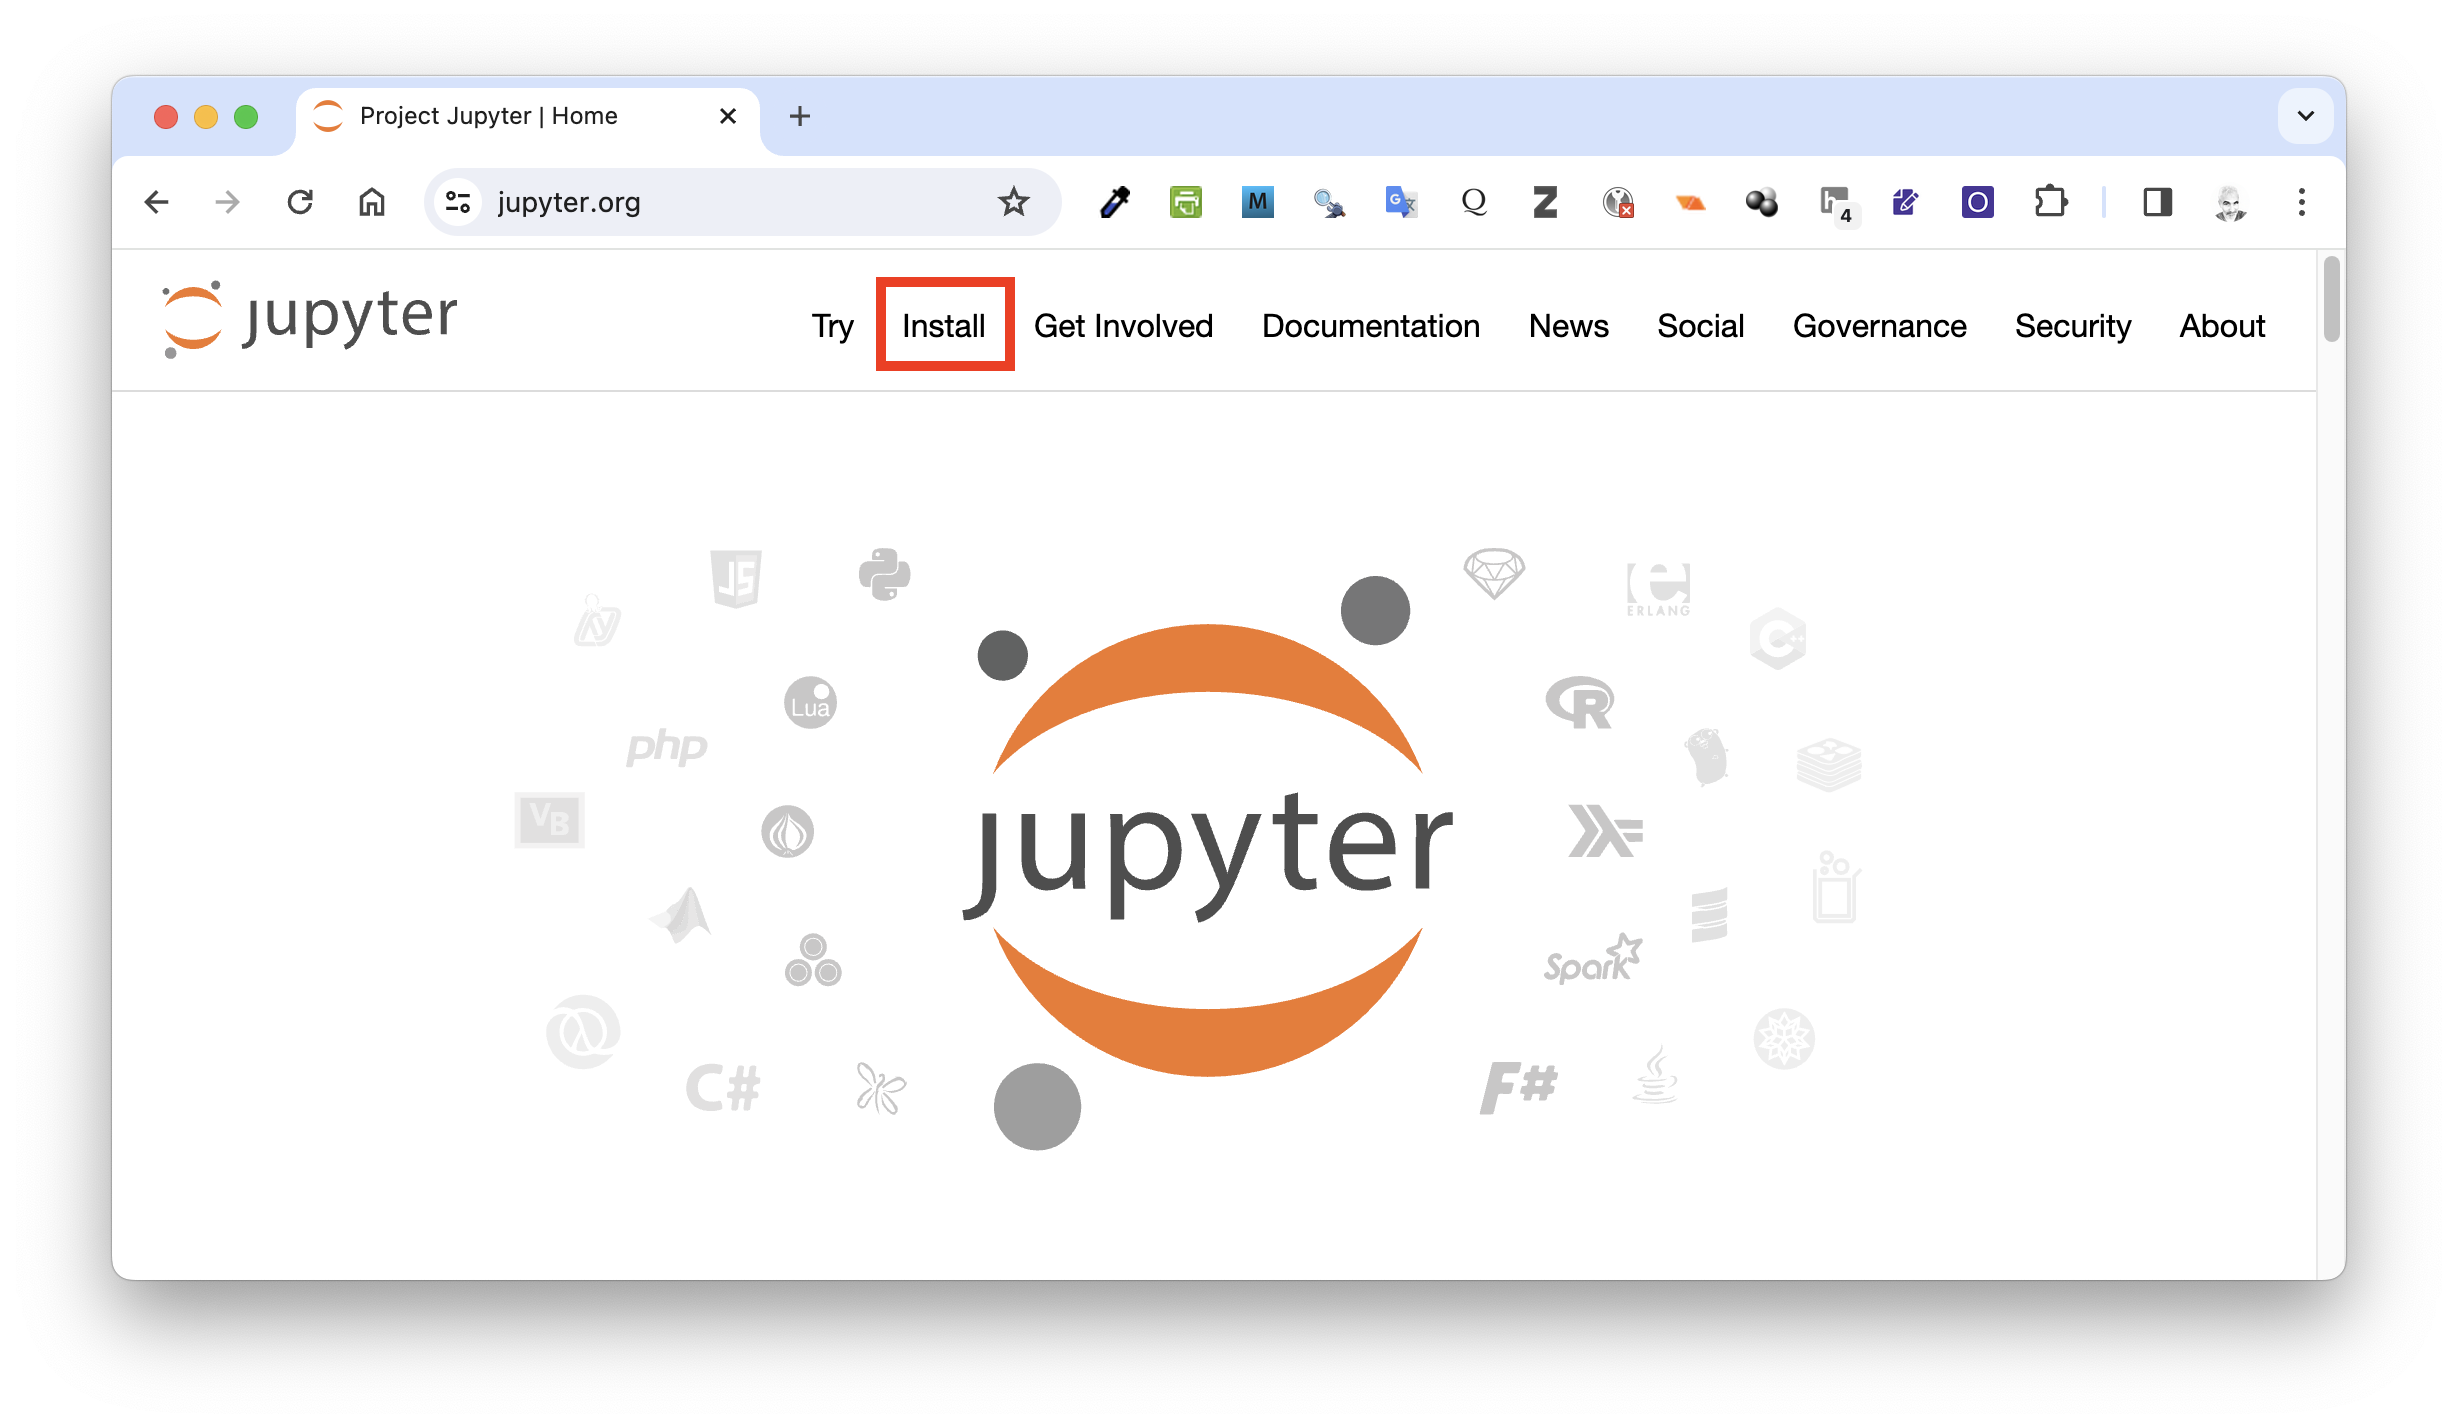 Project Jupyter | Home
jupyter.org
M
G
Q
Z
4
O
jupyter
Try Install Get Involved Documentation News Social Governance Security About
JS
ERLANG
C++
Lua
R
php
VB
jupyter
Spark
C#
F#